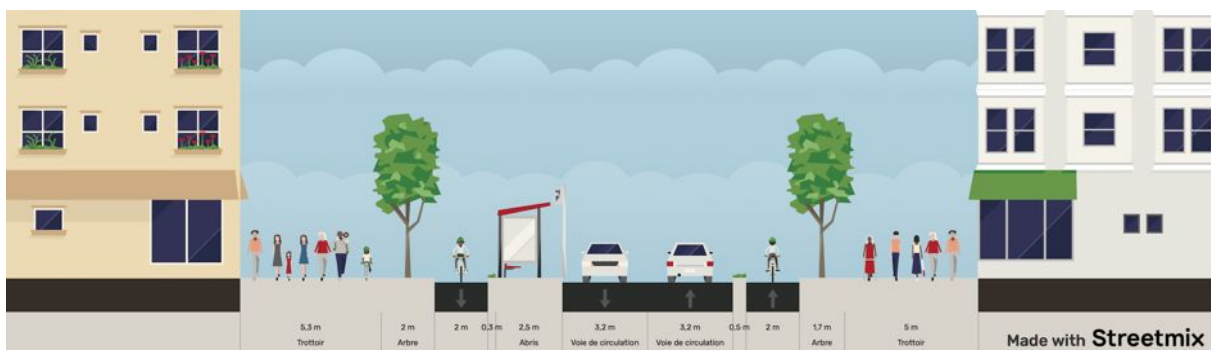 5,3 m
Trottoir
2 m
Arbre
2 m
0,3 m
2,5 m
Abris
3,2 m
Voie de circulation
3,2 m
Voie de circulation
0,5 m
2 m
1,7 m
Arbre
5 m
Trottoir
Made with Streetmix